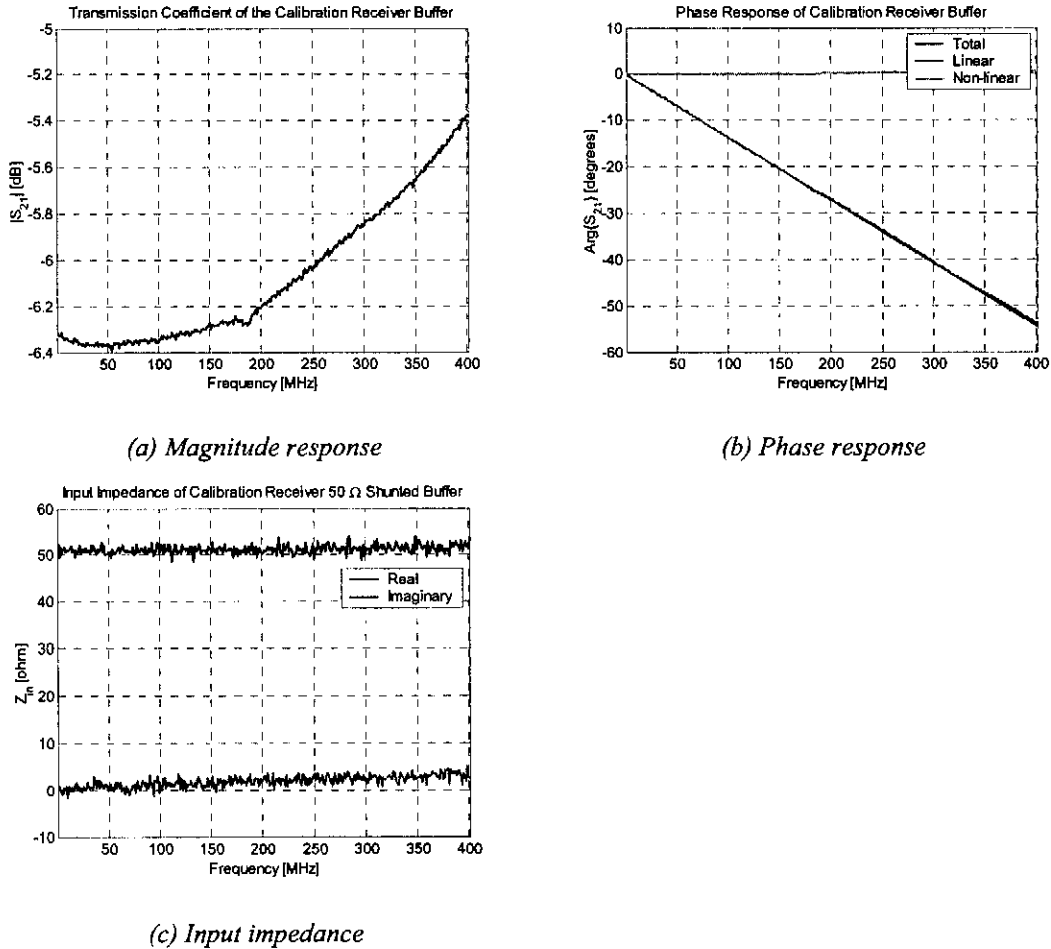 Transmission Coefficient of the Calibration Receiver Buffer
-5
-5.2
-5.4
-5.6
-5.8
-6
-6.2
-6.4
|S21| [dB]
50 100 150 200 250 300 350 400
Frequency [MHz]
(a) Magnitude response
Phase Response of Calibration Receiver Buffer
10
0
-10
-20
-30
-40
-50
-60
Arg{S21} [degrees]
Total
Linear
Non-linear
50 100 150 200 250 300 350 400
Frequency [MHz]
(b) Phase response
Input Impedance of Calibration Receiver 50 Ω Shunted Buffer
60
50
40
30
20
10
0
-10
Zin [ohm]
Real
Imaginary
50 100 150 200 250 300 350 400
Frequency [MHz]
(c) Input impedance